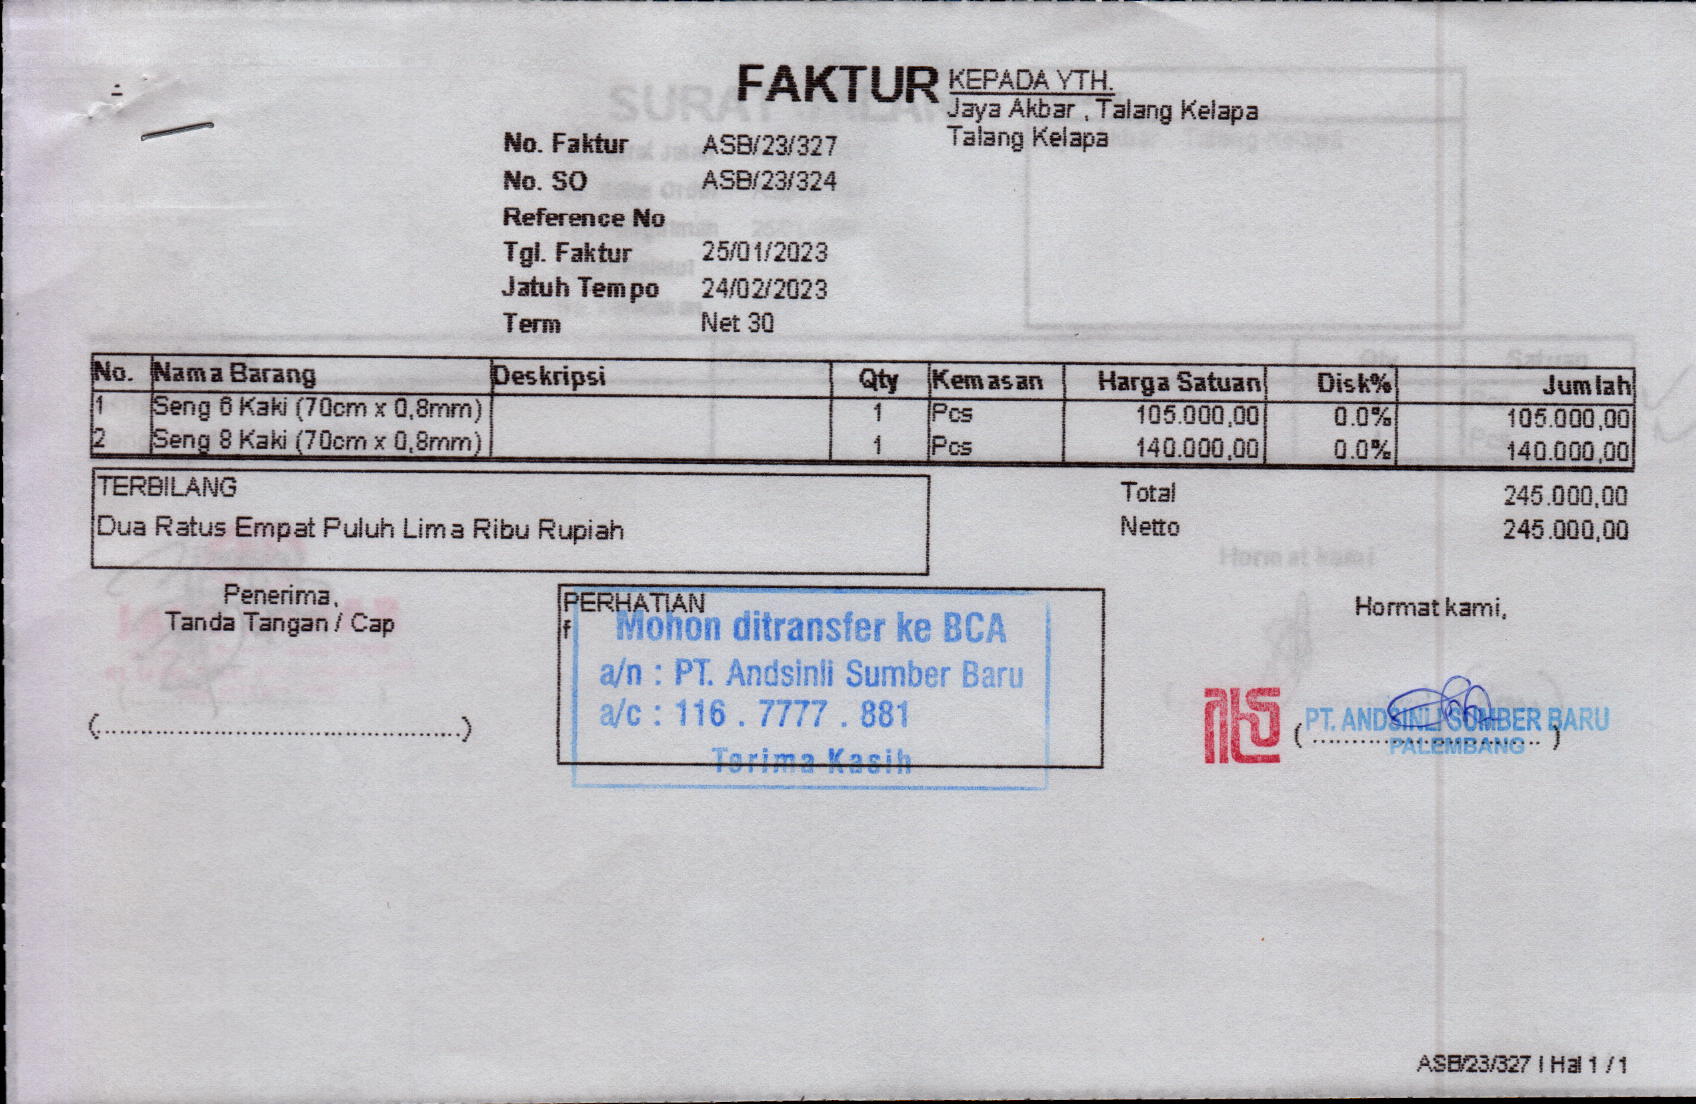 FAKTUR
KEPADA YTH.
Jaya Akbar , Talang Kelapa
Talang Kelapa
No. Faktur ASB/23/327
No. SO ASB/23/324
Reference No
Tgl. Faktur 25/01/2023
Jatuh Tempo 24/02/2023
Term Net 30
No. Nama Barang Deskripsi Qty Kemasan Harga Satuan Disk% Jumlah
1 Seng 6 Kaki (70cm x 0,8mm) 1 Pcs 105.000,00 0.0% 105.000,00
2 Seng 8 Kaki (70cm x 0,8mm) 1 Pcs 140.000,00 0.0% 140.000,00
TERBILANG
Dua Ratus Empat Puluh Lima Ribu Rupiah
Total 245.000,00
Netto 245.000,00
Penerima,
Tanda Tangan / Cap
(............................................)
PERHATIAN
f
Mohon ditransfer ke BCA
a/n : PT. Andsinli Sumber Baru
a/c : 116 . 7777 . 881
Terima Kasih
Hormat kami,
PT. ANDSINLI SUMBER BARU
PALEMBANG
ASB/23/327 | Hal 1 / 1